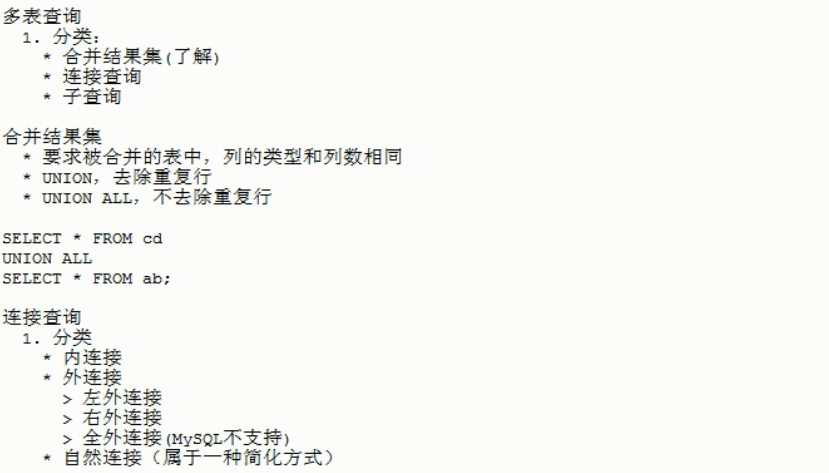 多表查询
  1. 分类：
    * 合并结果集(了解)
    * 连接查询
    * 子查询

合并结果集
  * 要求被合并的表中，列的类型和列数相同
  * UNION，去除重复行
  * UNION ALL，不去除重复行

SELECT * FROM cd
UNION ALL
SELECT * FROM ab;

连接查询
  1. 分类
    * 内连接
    * 外连接
      > 左外连接
      > 右外连接
      > 全外连接(MySQL不支持)
    * 自然连接（属于一种简化方式）